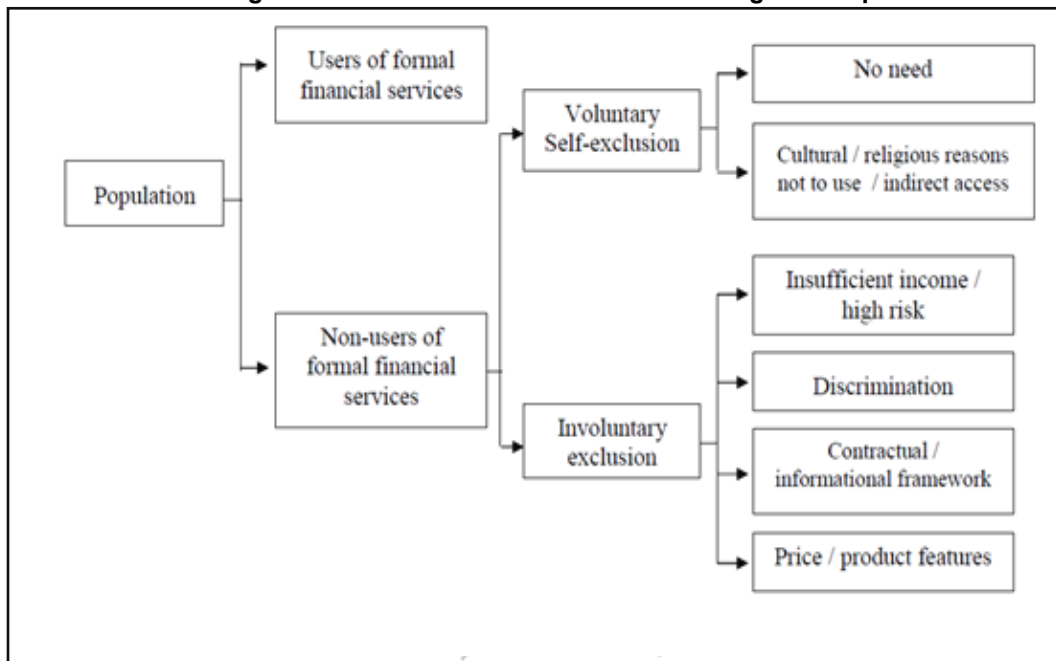 Users of formal
financial services
No need
Voluntary
Self-exclusion
Cultural / religious reasons
not to use / indirect access
Population
Insufficient income /
high risk
Non-users of
formal financial
services
Discrimination
Involuntary
exclusion
Contractual /
informational framework
Price / product features